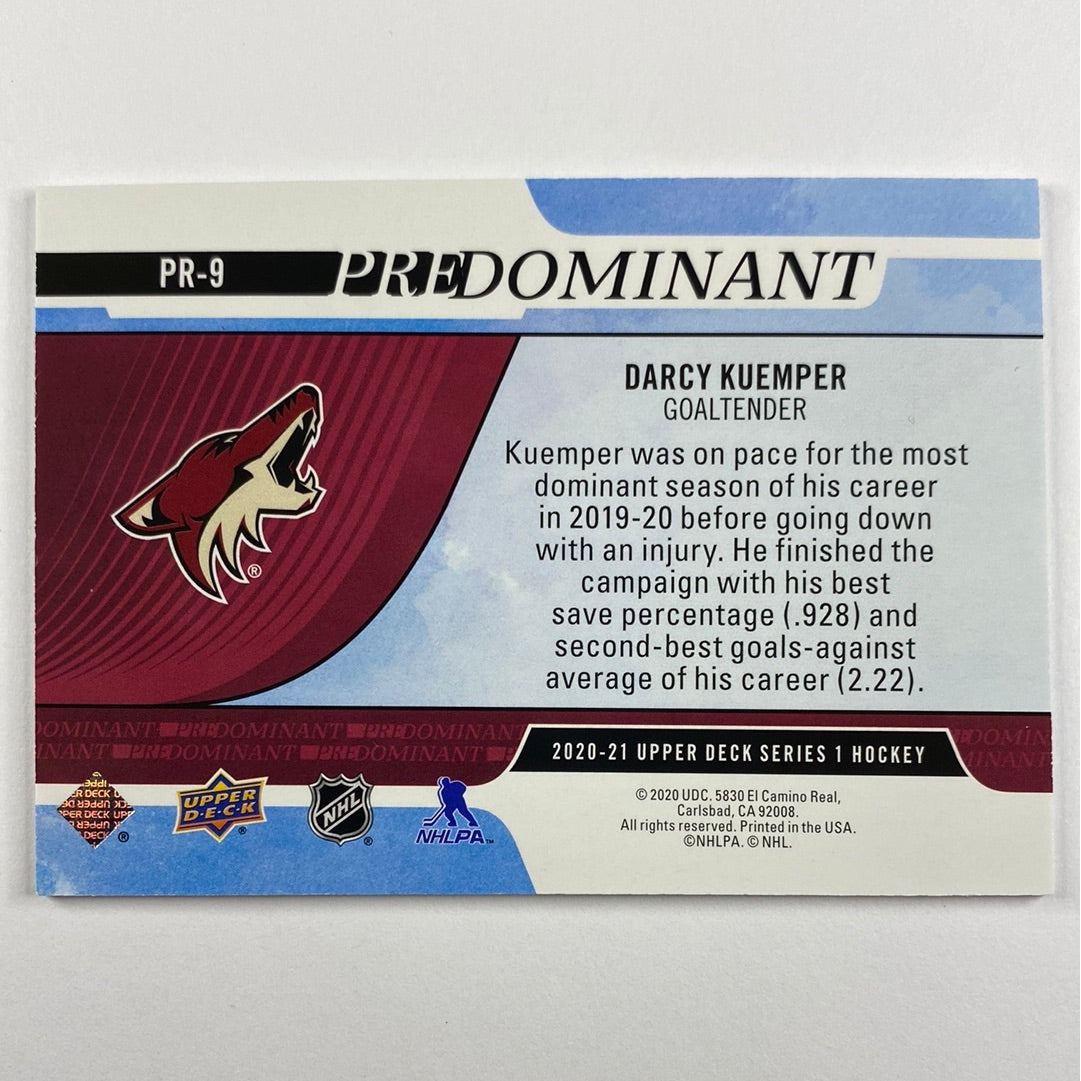 PR-9
PREDOMINANT
DARCY KUEMPER
GOALTENDER
Kuemper was on pace for the most
dominant season of his career
in 2019-20 before going down
with an injury. He finished the
campaign with his best
save percentage (.928) and
second-best goals-against
average of his career (2.22).
®
DOMINANT PREDOMINANT PREDOMINANT PREDOMINANT
INANT PREDOMINANT PREDOMINANT PREDOMINANT
2020-21 UPPER DECK SERIES 1 HOCKEY
UPPER DECK
®
UPPER
D·E·C·K
®
NHL
®
NHLPA™
© 2020 UDC. 5830 El Camino Real,
Carlsbad, CA 92008.
All rights reserved. Printed in the USA.
©NHLPA. © NHL.